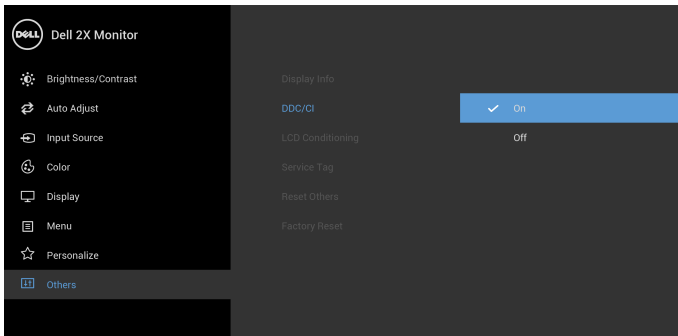 DELL Dell 2X Monitor
Brightness/Contrast
Auto Adjust
Input Source
Color
Display
Menu
Personalize
Others
Display Info
DDC/CI
LCD Conditioning
Service Tag
Reset Others
Factory Reset
On
Off